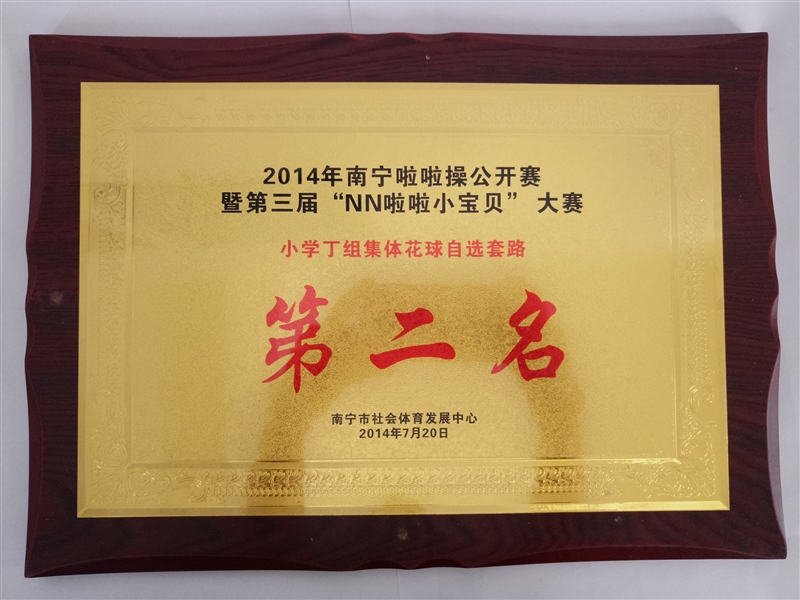 2014年南宁啦啦操公开赛
暨第三届“NN啦啦小宝贝”大赛
小学丁组集体花球自选套路
第二名
南宁市社会体育发展中心
2014年7月20日